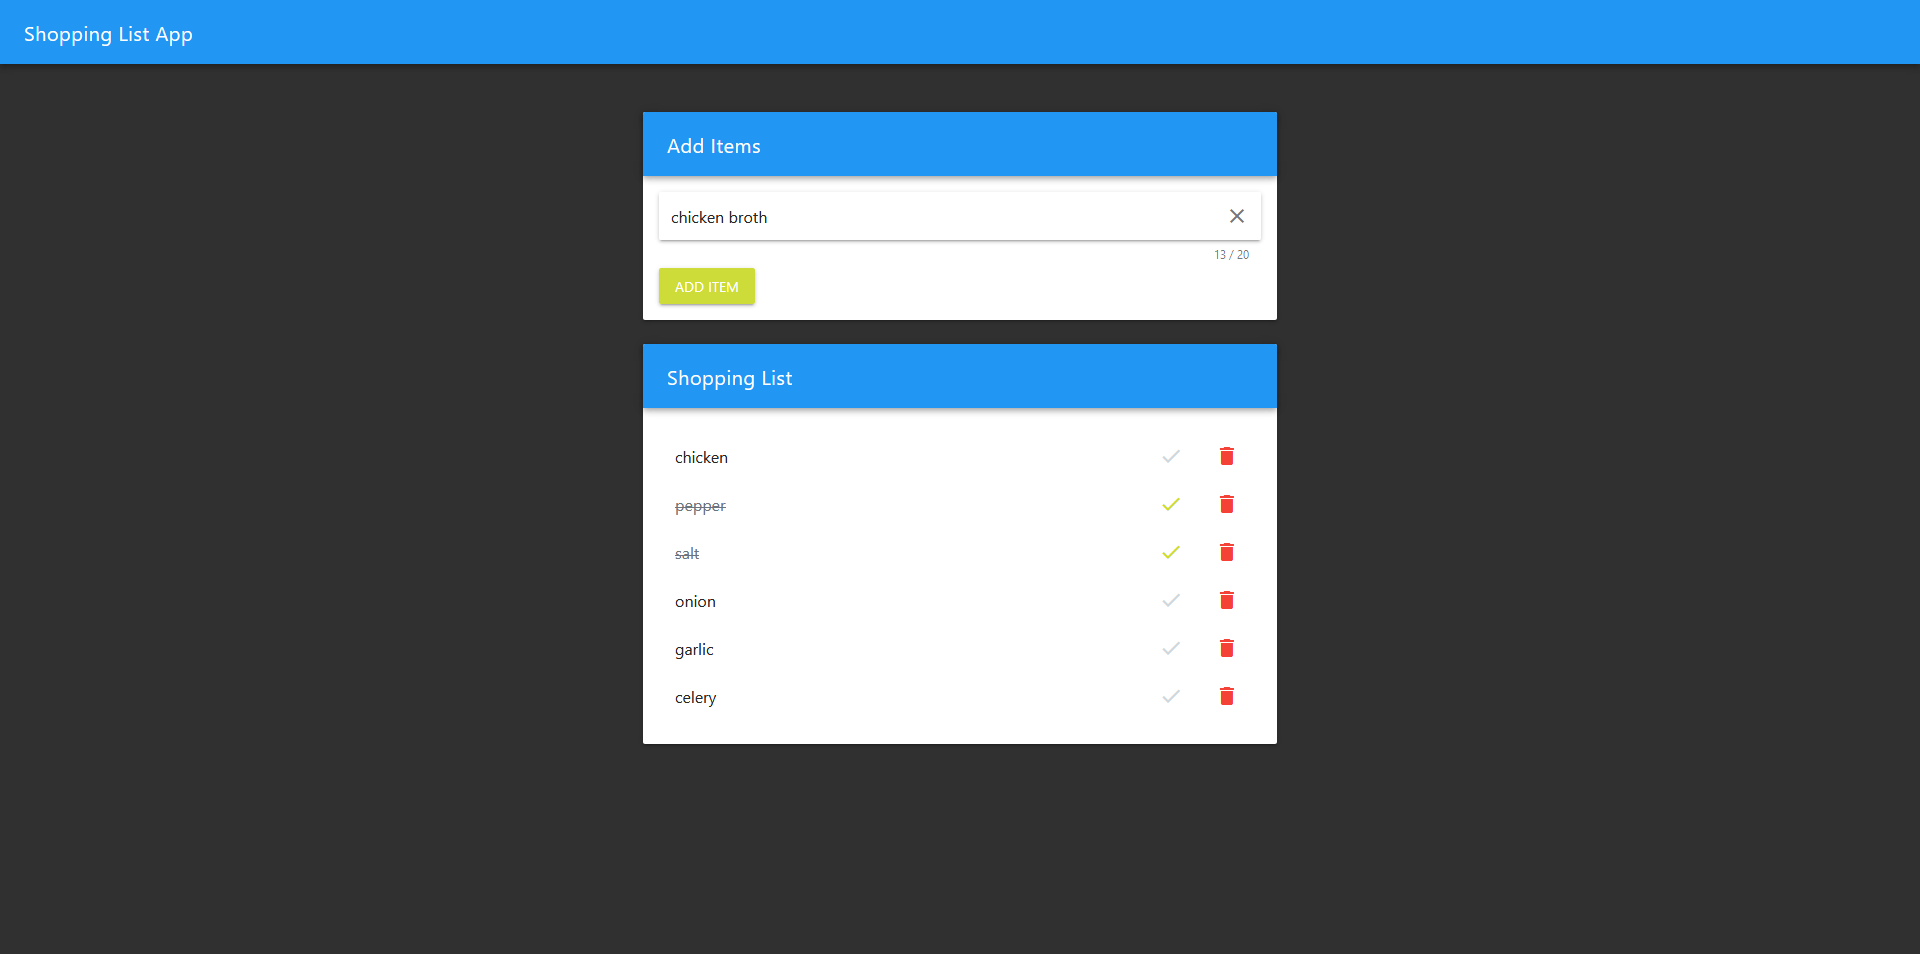 Shopping List App
Add Items
chicken broth
13 / 20
ADD ITEM
Shopping List
chicken
pepper
salt
onion
garlic
celery